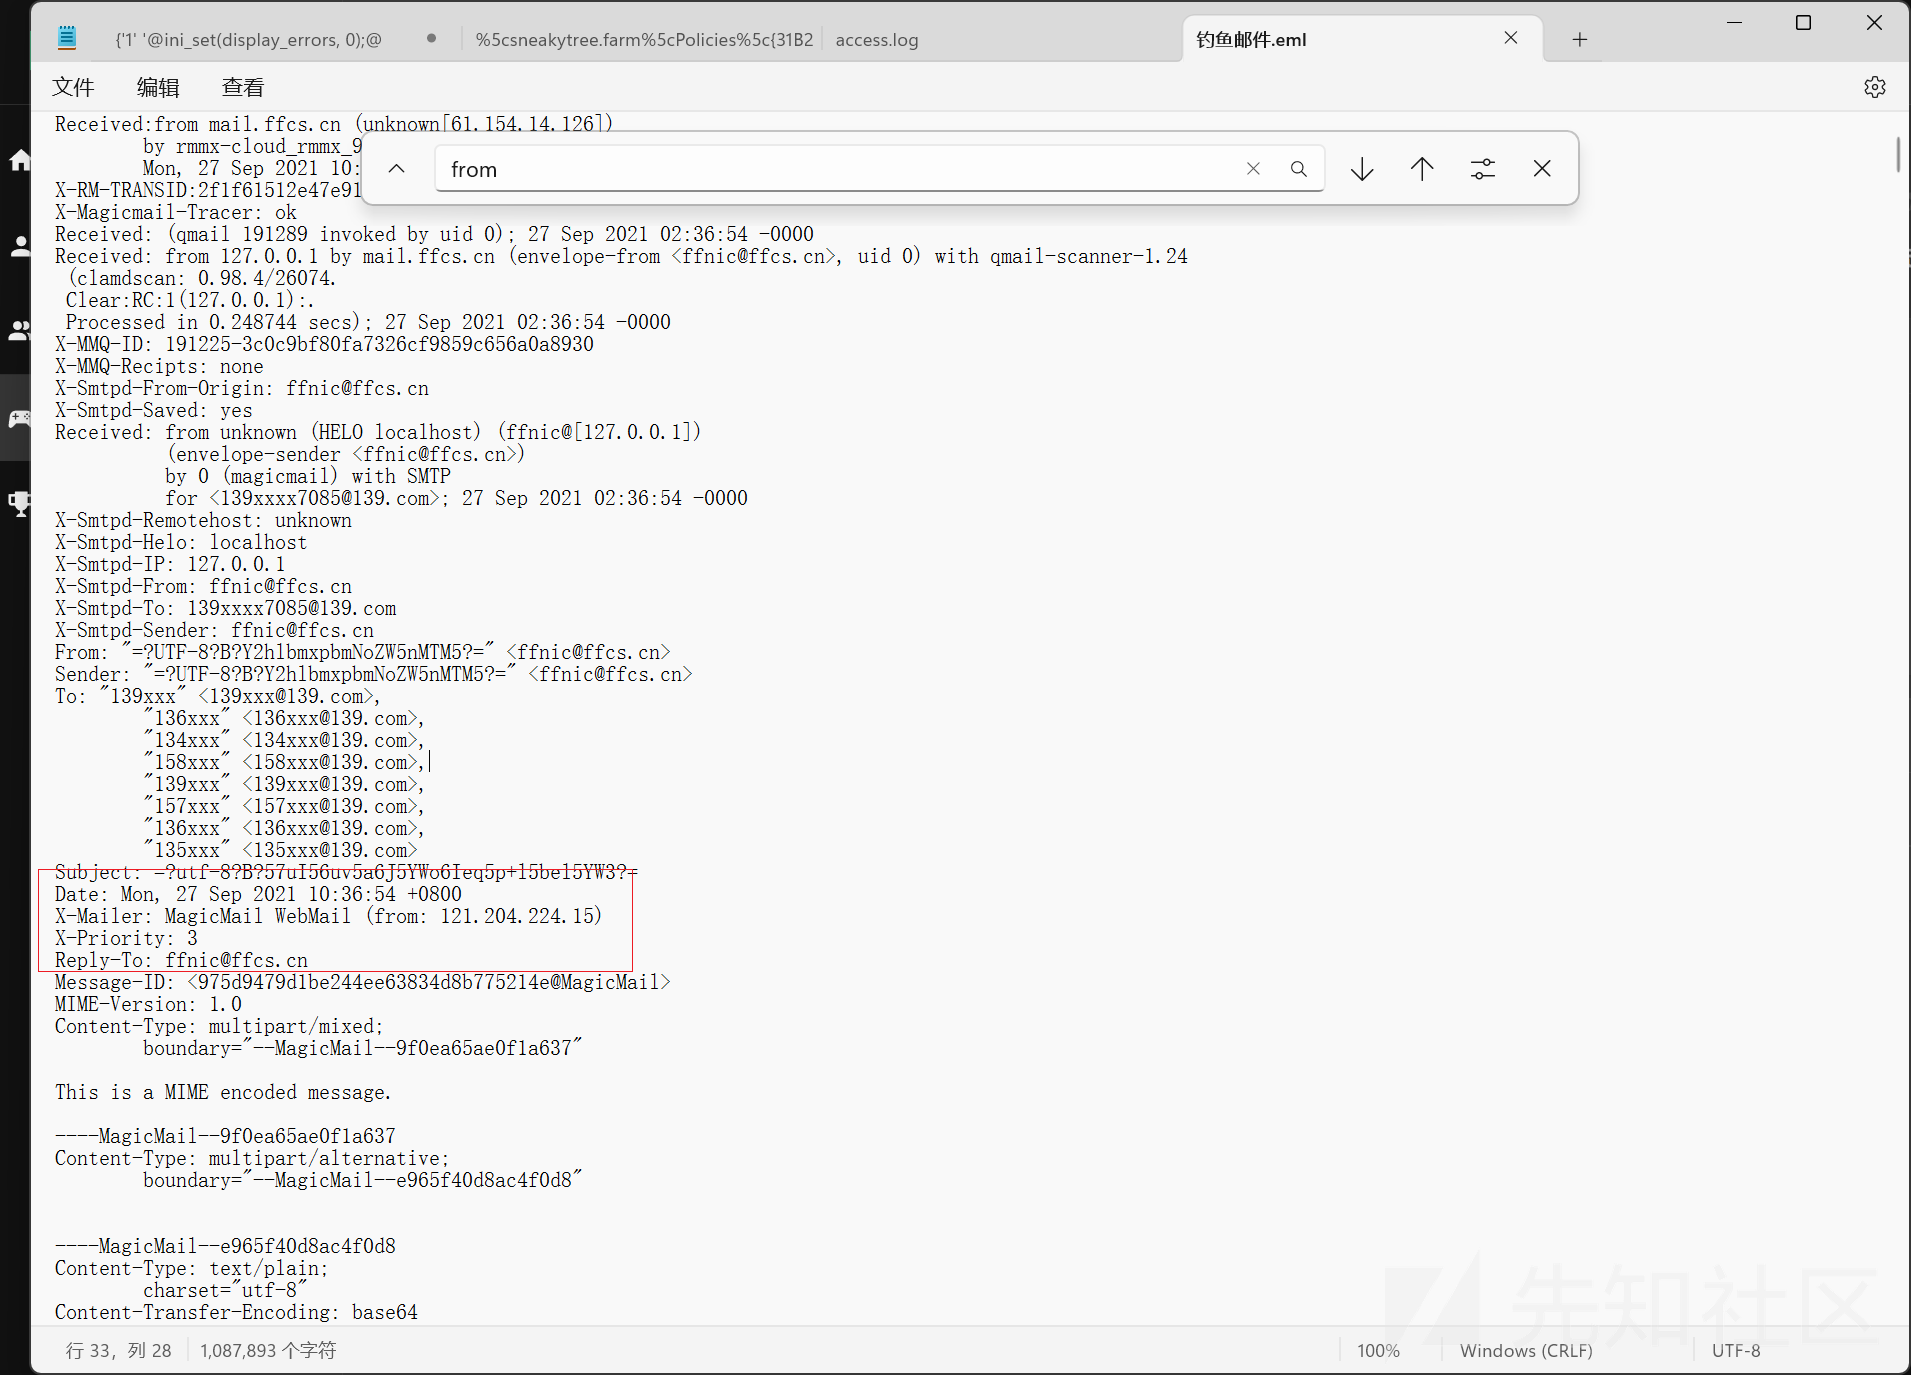 {'1' '@ini_set(display_errors, 0);@
%5csneakytree.farm%5cPolicies%5c{31B2
access.log
钓鱼邮件.eml
文件 编辑 查看
from
Received:from mail.ffcs.cn (unknown[61.154.14.126])
by rmmx-cloud_rmmx_9
Mon, 27 Sep 2021 10:
X-RM-TRANSID:2f1f61512e47e91
X-Magicmail-Tracer: ok
Received: (qmail 191289 invoked by uid 0); 27 Sep 2021 02:36:54 -0000
Received: from 127.0.0.1 by mail.ffcs.cn (envelope-from <ffnic@ffcs.cn>, uid 0) with qmail-scanner-1.24
(clamdscan: 0.98.4/26074.
Clear:RC:1(127.0.0.1):.
Processed in 0.248744 secs); 27 Sep 2021 02:36:54 -0000
X-MMQ-ID: 191225-3c0c9bf80fa7326cf9859c656a0a8930
X-MMQ-Recipts: none
X-Smtpd-From-Origin: ffnic@ffcs.cn
X-Smtpd-Saved: yes
Received: from unknown (HELO localhost) (ffnic@[127.0.0.1])
(envelope-sender <ffnic@ffcs.cn>)
by 0 (magicmail) with SMTP
for <139xxxx7085@139.com>; 27 Sep 2021 02:36:54 -0000
X-Smtpd-Remotehost: unknown
X-Smtpd-Helo: localhost
X-Smtpd-IP: 127.0.0.1
X-Smtpd-From: ffnic@ffcs.cn
X-Smtpd-To: 139xxxx7085@139.com
X-Smtpd-Sender: ffnic@ffcs.cn
From: "=?UTF-8?B?Y2hlbmxpbmNoZW5nMTM5?=" <ffnic@ffcs.cn>
Sender: "=?UTF-8?B?Y2hlbmxpbmNoZW5nMTM5?=" <ffnic@ffcs.cn>
To: "139xxx" <139xxx@139.com>,
"136xxx" <136xxx@139.com>,
"134xxx" <134xxx@139.com>,
"158xxx" <158xxx@139.com>,
"139xxx" <139xxx@139.com>,
"157xxx" <157xxx@139.com>,
"136xxx" <136xxx@139.com>,
"135xxx" <135xxx@139.com>
Subject: =?utf-8?B?57uI56uv5a6J5YWo6Ieq5p+l5bel5YW3?=
Date: Mon, 27 Sep 2021 10:36:54 +0800
X-Mailer: MagicMail WebMail (from: 121.204.224.15)
X-Priority: 3
Reply-To: ffnic@ffcs.cn
Message-ID: <975d9479d1be244ee63834d8b775214e@MagicMail>
MIME-Version: 1.0
Content-Type: multipart/mixed;
boundary="--MagicMail--9f0ea65ae0f1a637"
This is a MIME encoded message.
----MagicMail--9f0ea65ae0f1a637
Content-Type: multipart/alternative;
boundary="--MagicMail--e965f40d8ac4f0d8"
----MagicMail--e965f40d8ac4f0d8
Content-Type: text/plain;
charset="utf-8"
Content-Transfer-Encoding: base64
先知社区
行 33，列 28 1,087,893 个字符 100% Windows (CRLF) UTF-8